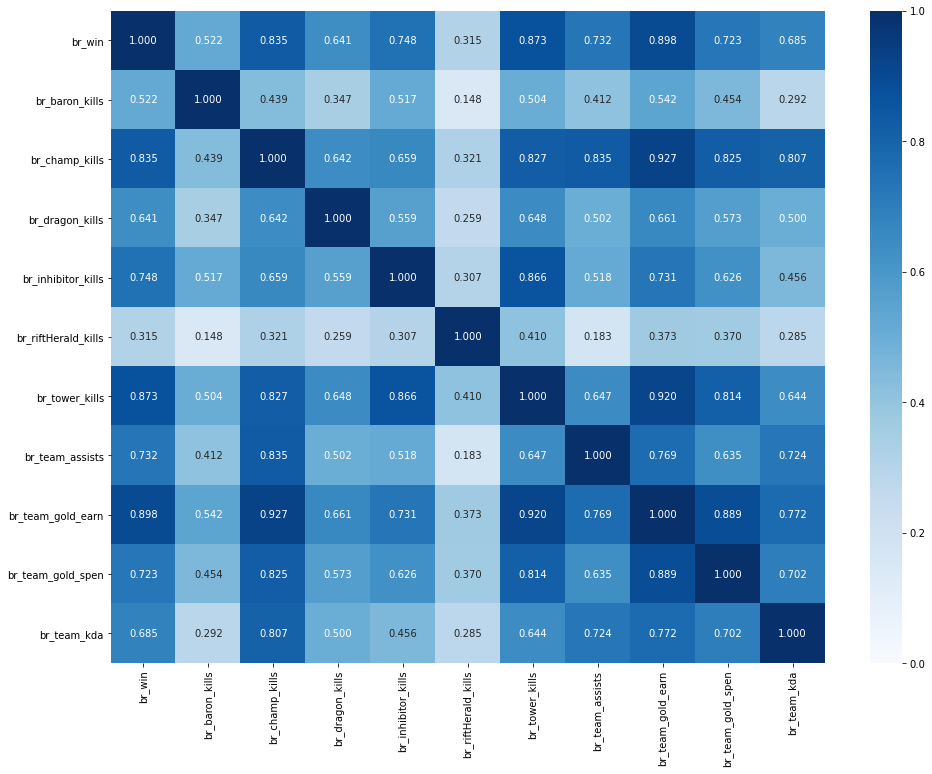 br_win 1.000 0.522 0.835 0.641 0.748 0.315 0.873 0.732 0.898 0.723 0.685
br_baron_kills 0.522 1.000 0.439 0.347 0.517 0.148 0.504 0.412 0.542 0.454 0.292
br_champ_kills 0.835 0.439 1.000 0.642 0.659 0.321 0.827 0.835 0.927 0.825 0.807
br_dragon_kills 0.641 0.347 0.642 1.000 0.559 0.259 0.648 0.502 0.661 0.573 0.500
br_inhibitor_kills 0.748 0.517 0.659 0.559 1.000 0.307 0.866 0.518 0.731 0.626 0.456
br_riftHerald_kills 0.315 0.148 0.321 0.259 0.307 1.000 0.410 0.183 0.373 0.370 0.285
br_tower_kills 0.873 0.504 0.827 0.648 0.866 0.410 1.000 0.647 0.920 0.814 0.644
br_team_assists 0.732 0.412 0.835 0.502 0.518 0.183 0.647 1.000 0.769 0.635 0.724
br_team_gold_earn 0.898 0.542 0.927 0.661 0.731 0.373 0.920 0.769 1.000 0.889 0.772
br_team_gold_spen 0.723 0.454 0.825 0.573 0.626 0.370 0.814 0.635 0.889 1.000 0.702
br_team_kda 0.685 0.292 0.807 0.500 0.456 0.285 0.644 0.724 0.772 0.702 1.000
br_win
br_baron_kills
br_champ_kills
br_dragon_kills
br_inhibitor_kills
br_riftHerald_kills
br_tower_kills
br_team_assists
br_team_gold_earn
br_team_gold_spen
br_team_kda
1.0
0.8
0.6
0.4
0.2
0.0